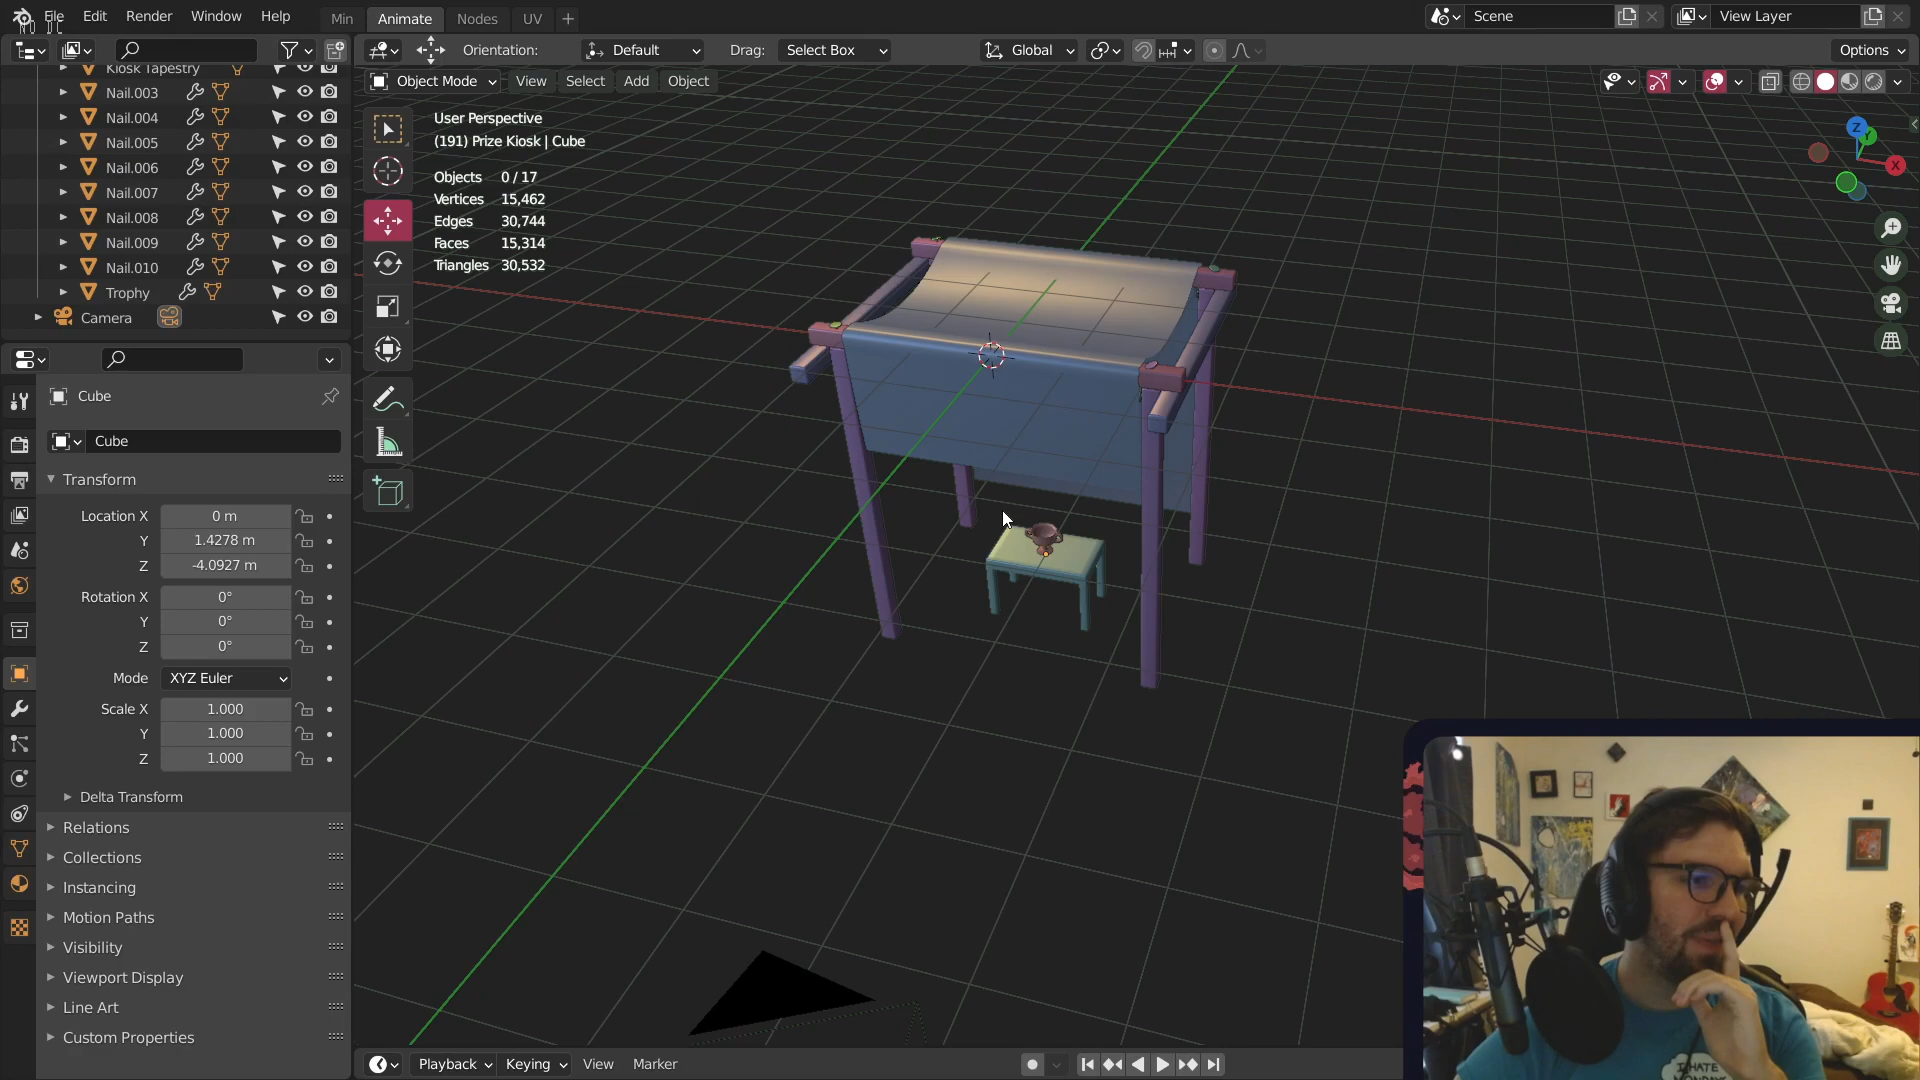 File Edit Render Window Help
Min Animate Nodes UV
Scene
View Layer
Orientation: Default Drag: Select Box
Global
Options
Object Mode View Select Add Object
Kiosk Tapestry
Nail.003
Nail.004
Nail.005
Nail.006
Nail.007
Nail.008
Nail.009
Nail.010
Trophy
Camera
User Perspective
(191) Prize Kiosk | Cube
Objects 0 / 17
Vertices 15,462
Edges 30,744
Faces 15,314
Triangles 30,532
Z
Y
X
Cube
Cube
Transform
Location X 0 m
Y 1.4278 m
Z -4.0927 m
Rotation X 0°
Y 0°
Z 0°
Mode XYZ Euler
Scale X 1.000
Y 1.000
Z 1.000
Delta Transform
Relations
Collections
Instancing
Motion Paths
Visibility
Viewport Display
Line Art
Custom Properties
Playback Keying View Marker
I HATE